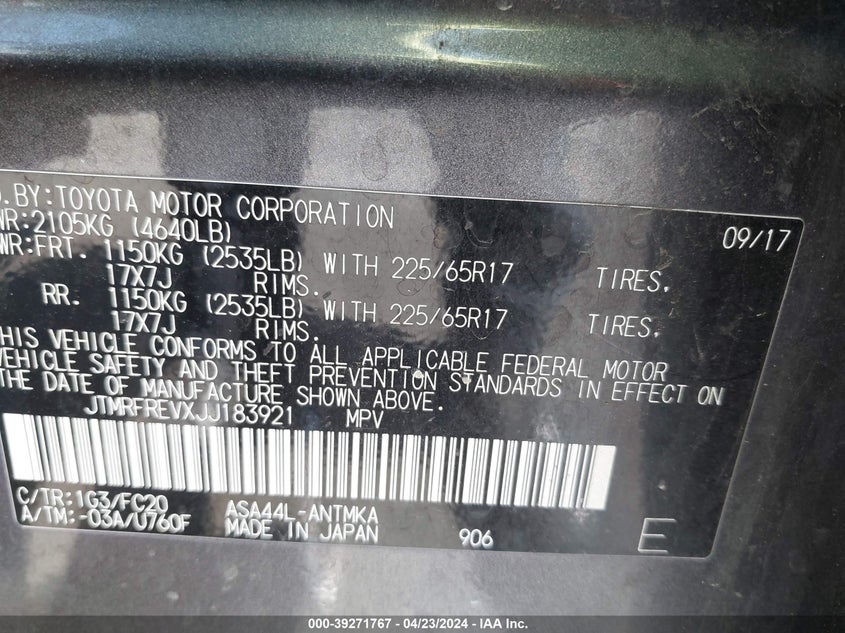 D. BY: TOYOTA MOTOR CORPORATION 09/17
WR: 2105KG (4640LB)
WR: FRT. 1150KG (2535LB) WITH 225/65R17 TIRES,
17X7J RIMS.
RR. 1150KG (2535LB) WITH 225/65R17 TIRES,
17X7J RIMS.
THIS VEHICLE CONFORMS TO ALL APPLICABLE FEDERAL MOTOR
VEHICLE SAFETY AND THEFT PREVENTION STANDARDS IN EFFECT ON
THE DATE OF MANUFACTURE SHOWN ABOVE.
JTMRFREVXJJ183921 MPV
C/TR: 1G3/FC20 ASA44L-ANTMKA
A/TM: -03A/U760F MADE IN JAPAN 906 E
000-39271767 - 04/23/2024 - IAA Inc.